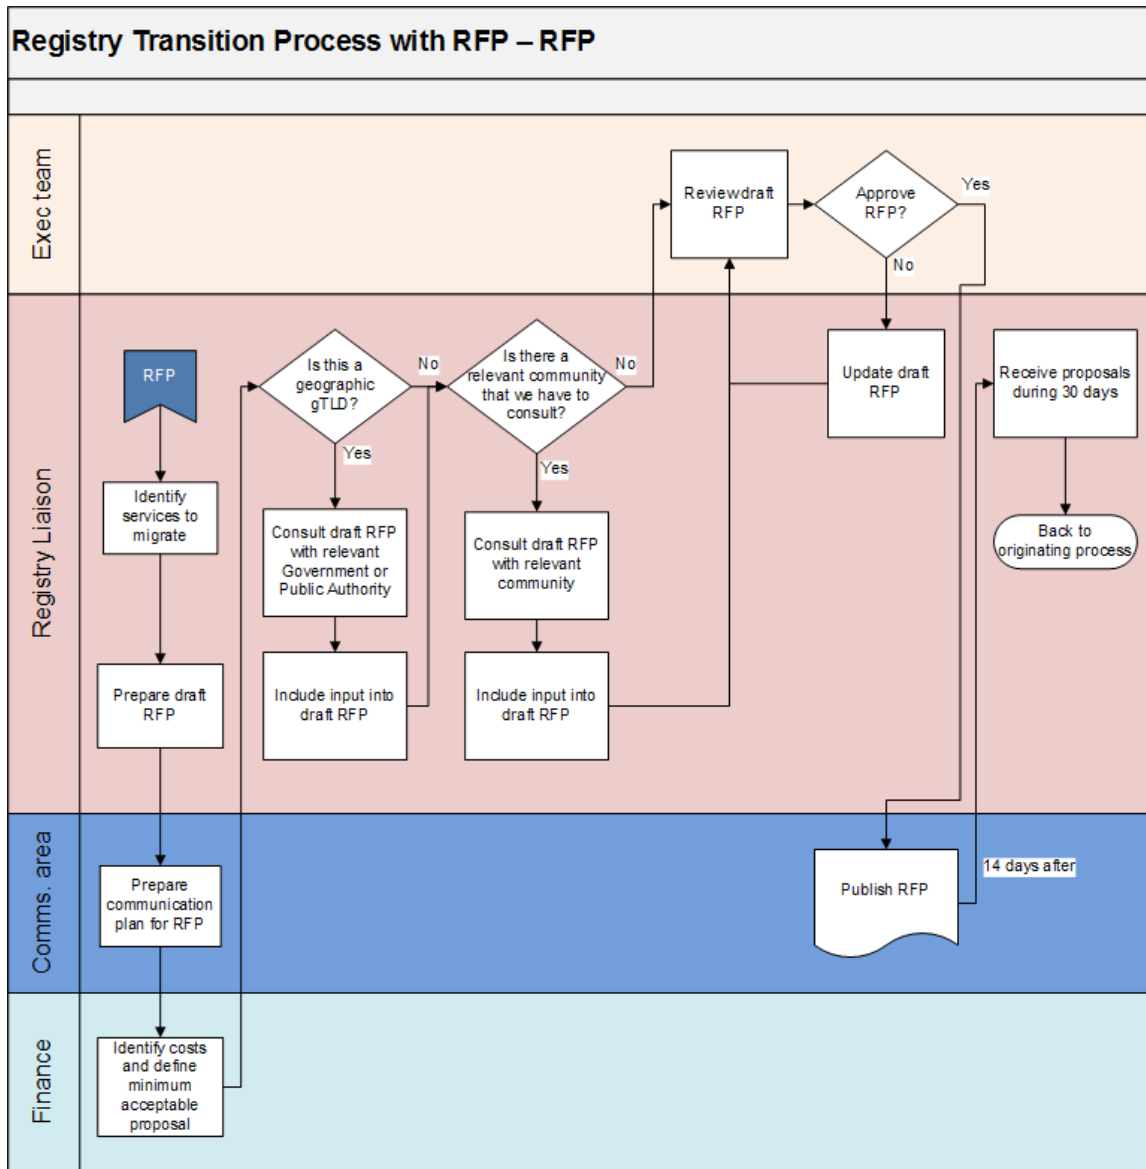 Registry Transition Process with RFP – RFP
Exec team
Reviewdraft
RFP
Approve
RFP?
Yes
No
Registry Liaison
RFP
Identify
services to
migrate
Prepare draft
RFP
Is this a
geographic
gTLD?
No
Yes
Consult draft RFP
with relevant
Government or
Public Authority
Include input into
draft RFP
Is there a
relevant community
that we have to
consult?
No
Yes
Consult draft RFP
with relevant
community
Include input into
draft RFP
Update draft
RFP
Receive proposals
during 30 days
Back to
originating process
Comms. area
Prepare
communication
plan for RFP
Publish RFP
14 days after
Finance
Identify costs
and define
minimum
acceptable
proposal